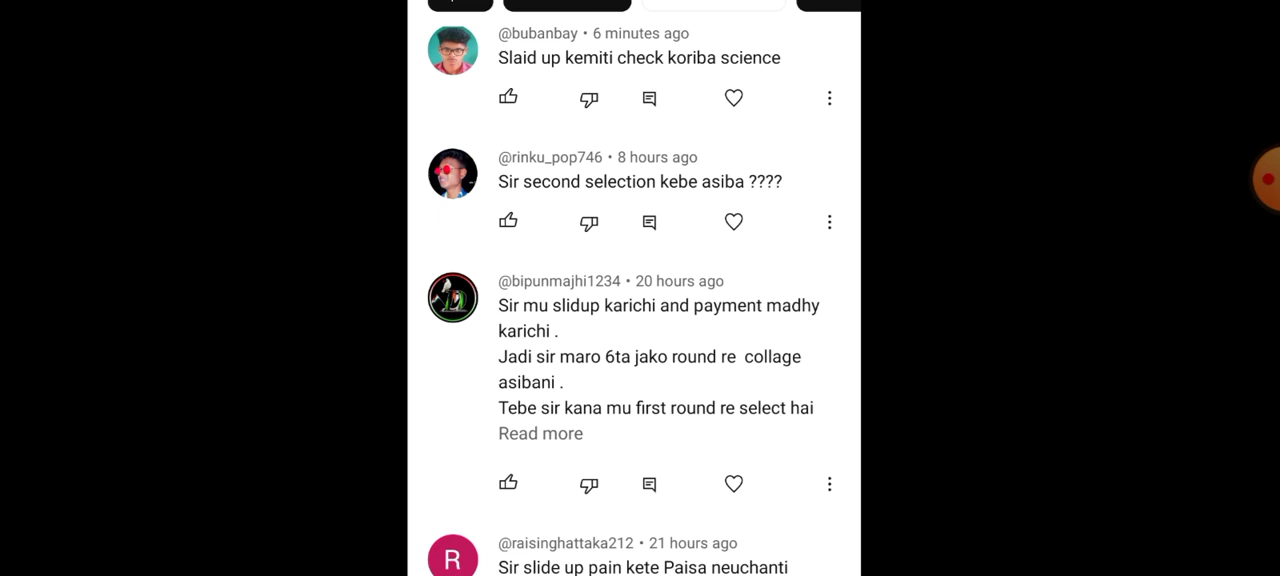 @bubanbay • 6 minutes ago
Slaid up kemiti check koriba science
@rinku_pop746 • 8 hours ago
Sir second selection kebe asiba ????
@bipunmajhi1234 • 20 hours ago
Sir mu slidup karichi and payment madhy
karichi .
Jadi sir maro 6ta jako round re collage
asibani .
Tebe sir kana mu first round re select hai
Read more
R
@raisinghattaka212 • 21 hours ago
Sir slide up pain kete Paisa neuchanti